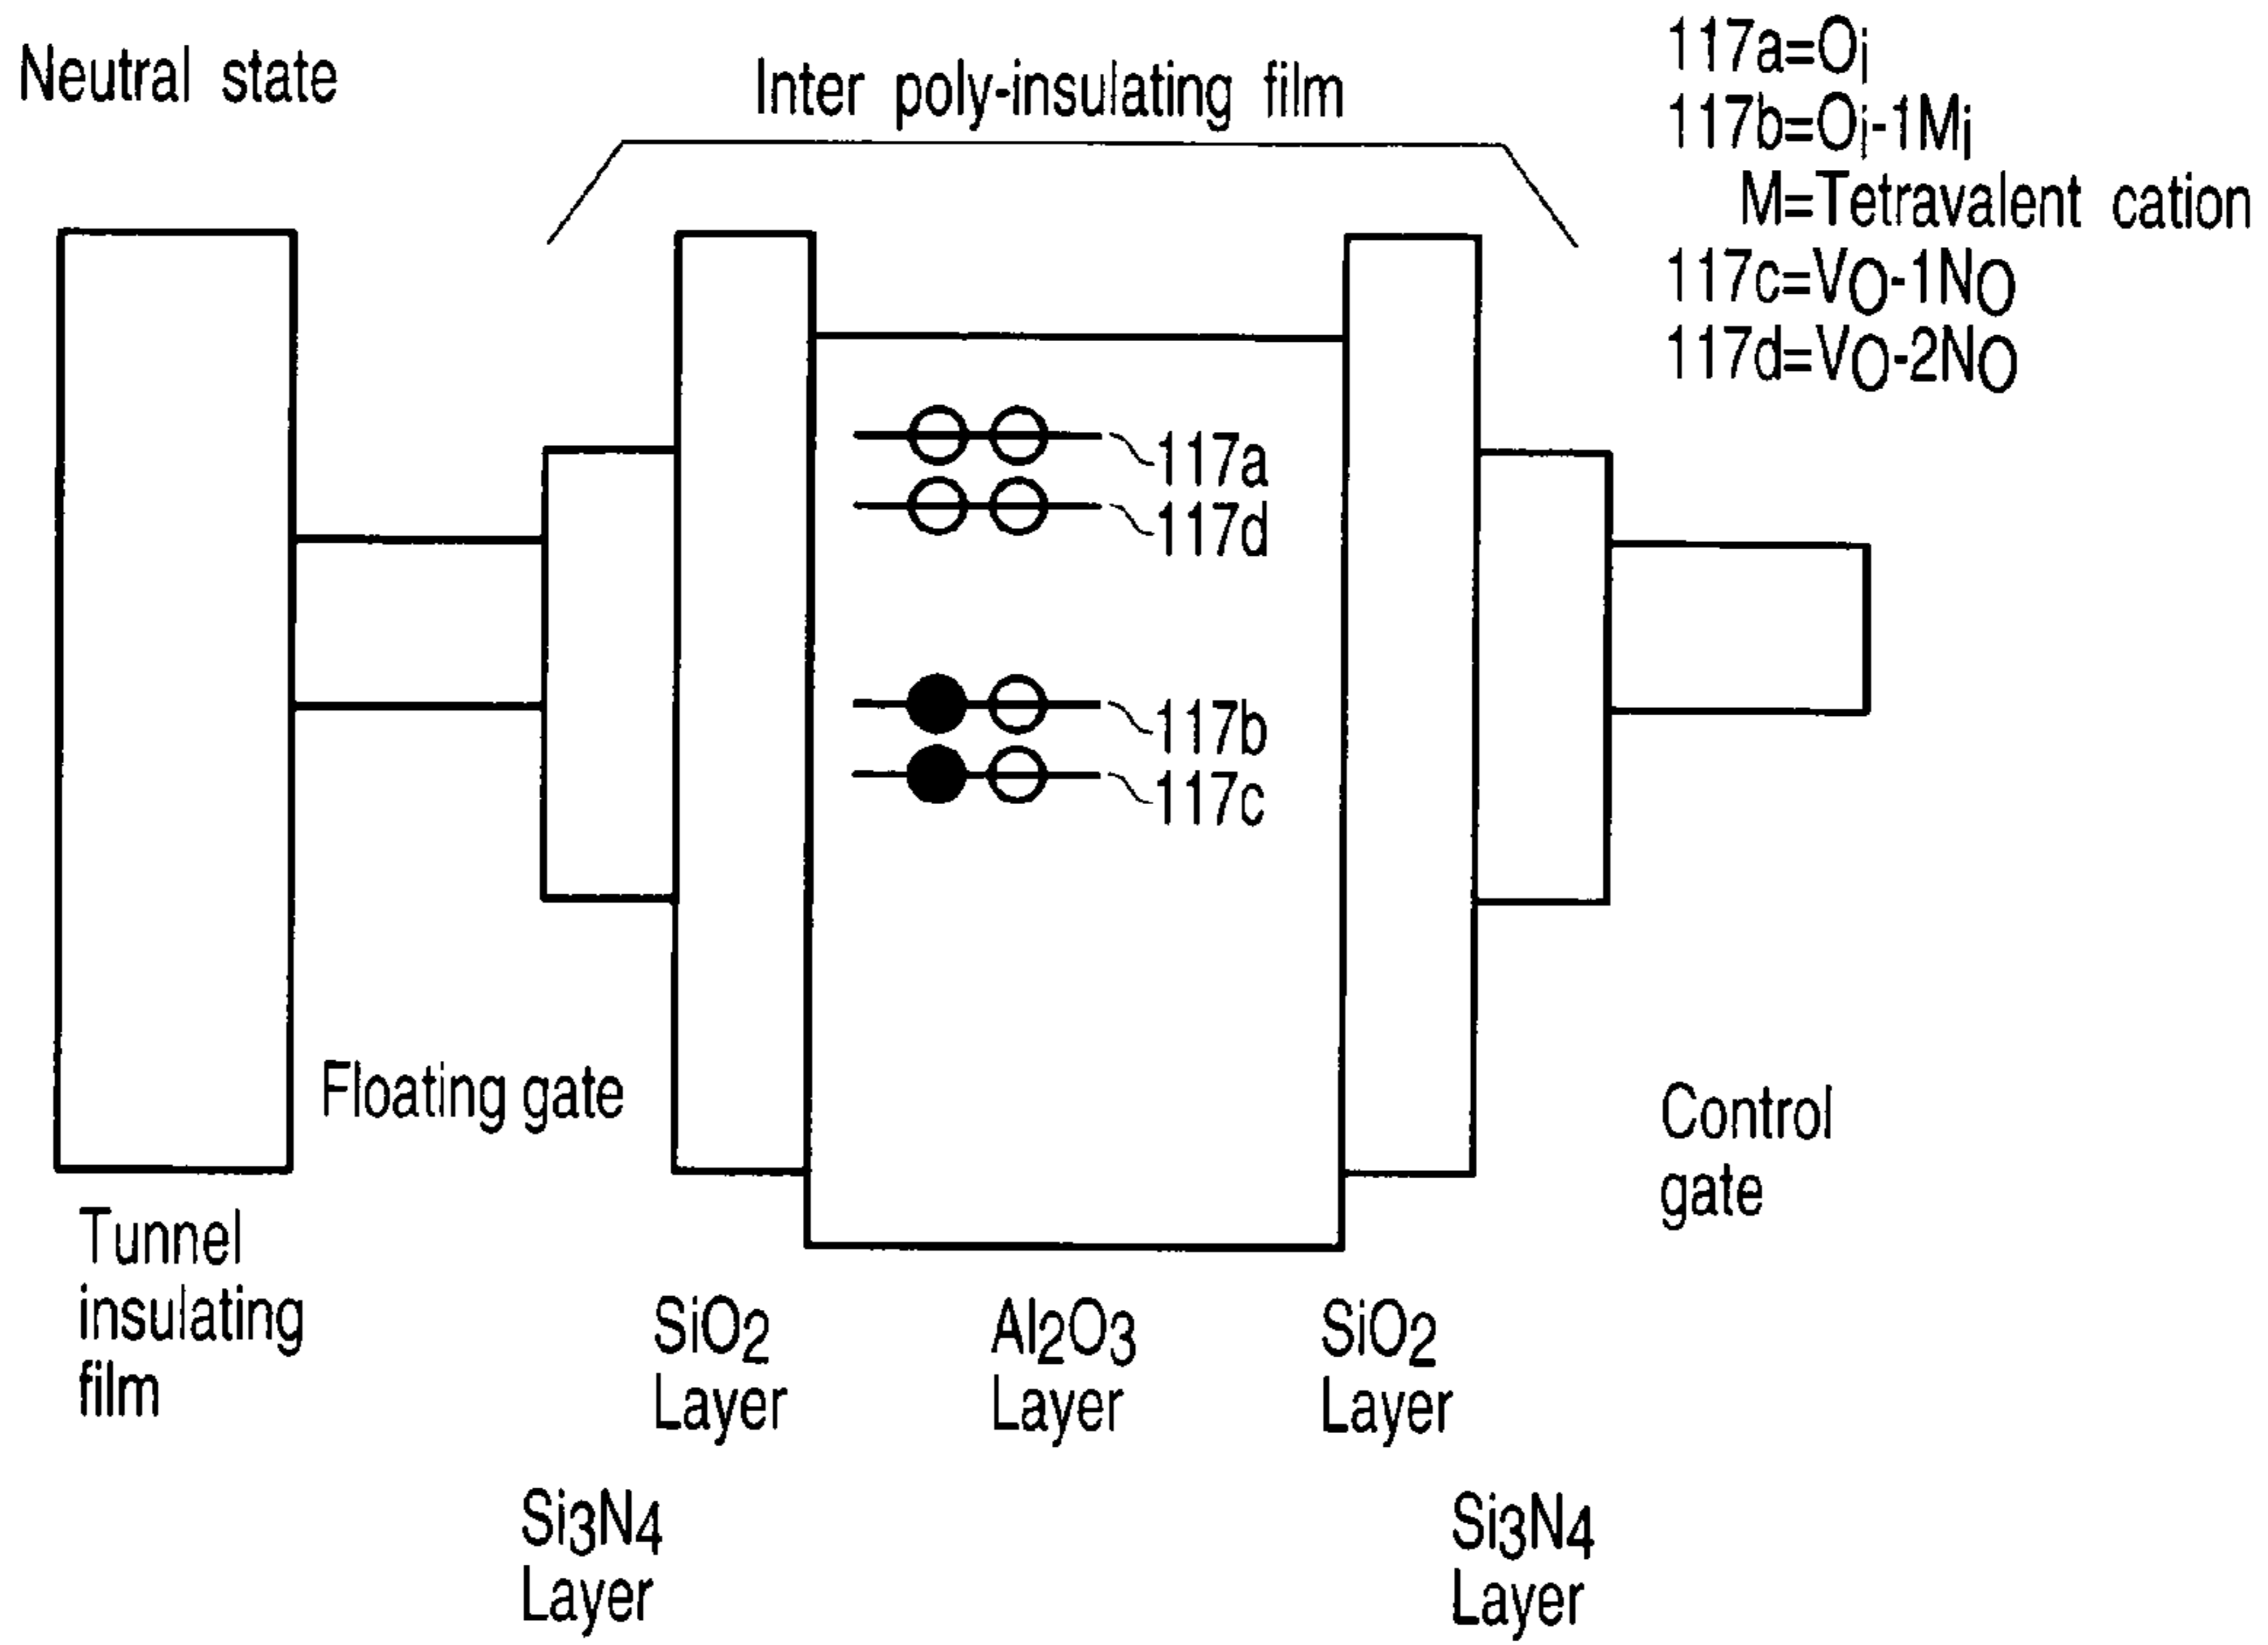 Neutral state
Inter poly-insulating film
117a=Oi
117b=Oi-1Mi
M=Tetravalent cation
117c=VO-1NO
117d=VO-2NO
117a
117d
117b
117c
Floating gate
Control
gate
Tunnel
insulating
film
SiO2
Layer
Al2O3
Layer
SiO2
Layer
Si3N4
Layer
Si3N4
Layer